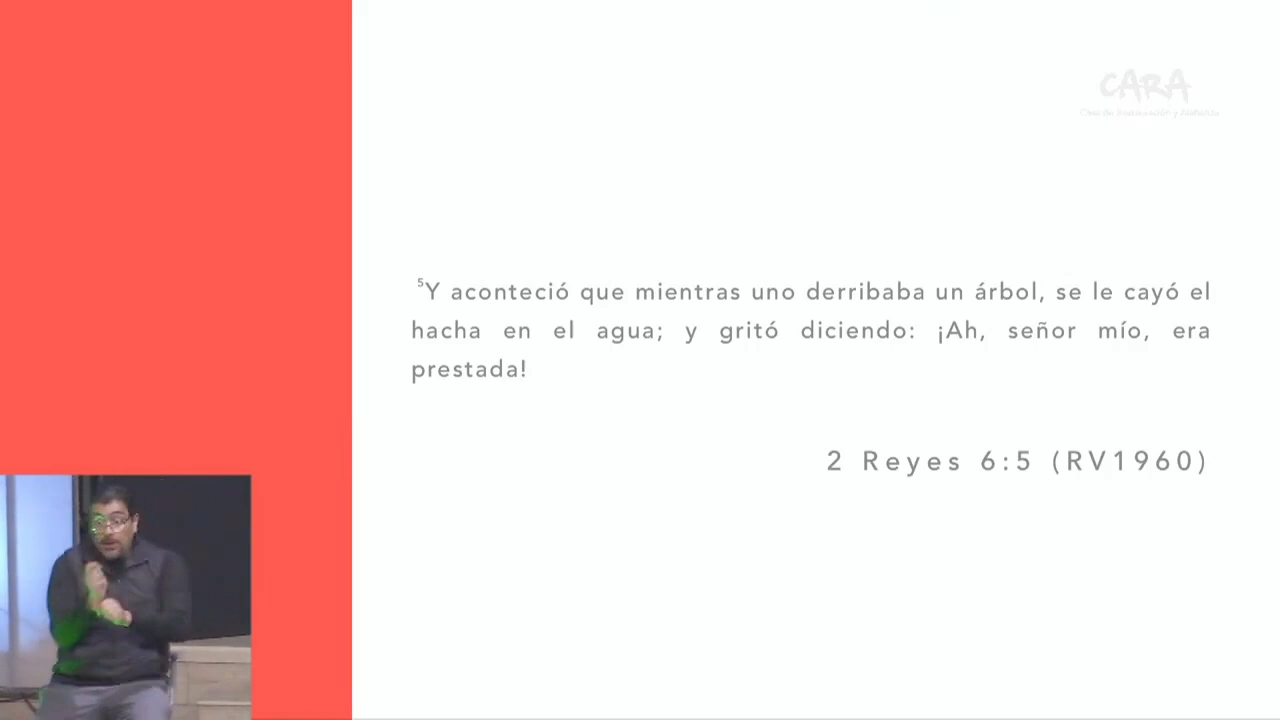 CARA
⁵Y aconteció que mientras uno derribaba un árbol, se le cayó el
hacha en el agua; y gritó diciendo: ¡Ah, señor mío, era
prestada!
2 Reyes 6:5 (RV1960)